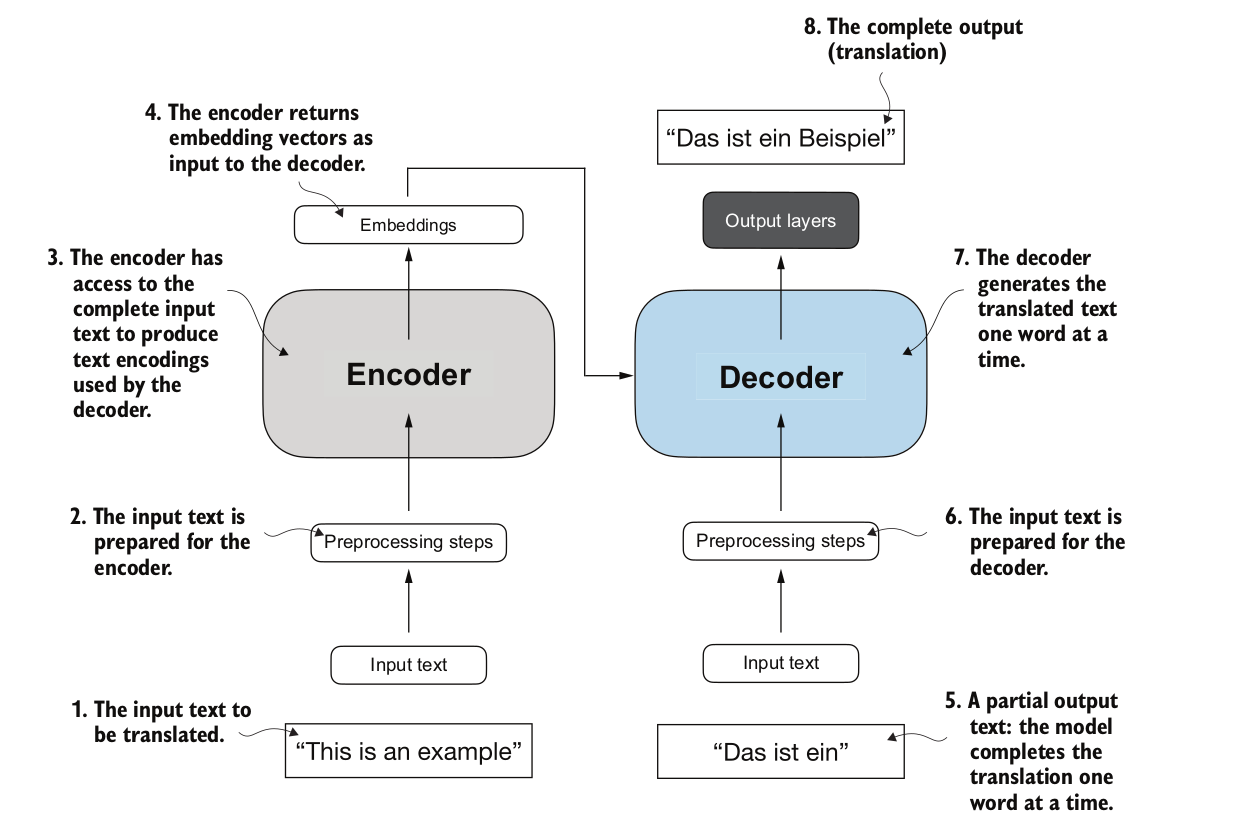 8. The complete output
(translation)
4. The encoder returns
embedding vectors as
input to the decoder.
“Das ist ein Beispiel”
Embeddings
Output layers
3. The encoder has
access to the
complete input
text to produce
text encodings
used by the
decoder.
7. The decoder
generates the
translated text
one word at a
time.
Encoder
Decoder
2. The input text is
prepared for the
encoder.
Preprocessing steps
Preprocessing steps
6. The input text is
prepared for the
decoder.
Input text
Input text
1. The input text to
be translated.
“This is an example”
“Das ist ein”
5. A partial output
text: the model
completes the
translation one
word at a time.